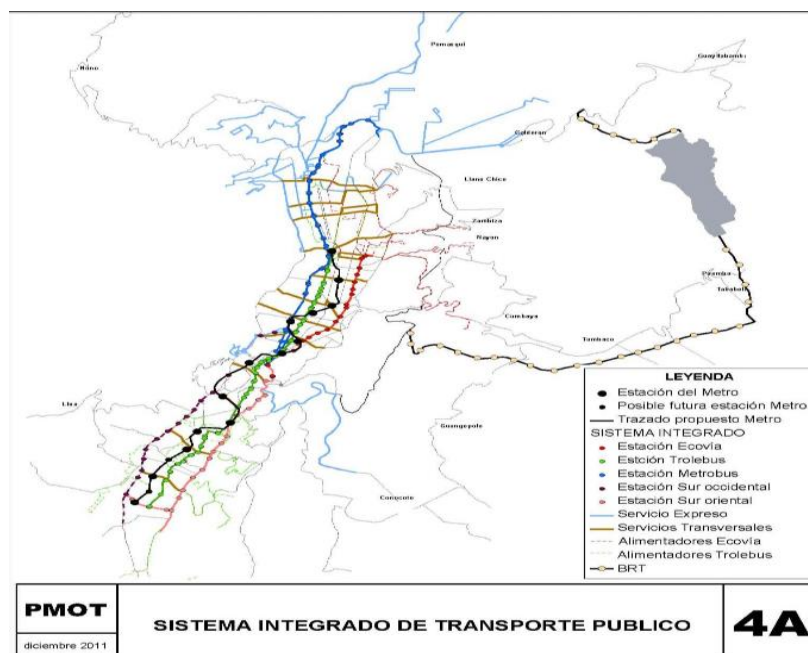 Pomasqui
Guayllabamba
Nono
Calderon
Llano Chico
Zambiza
Nayon
Cumbaya
Tumbaco
Lloa
Guangopolo
Conocoto
LEYENDA
Estación del Metro
Posible futura estación Metro
Trazado propuesto Metro
SISTEMA INTEGRADO
Estación Ecovía
Estción Trolebus
Estación Metrobus
Estación Sur occidental
Estación Sur oriental
Servicio Expreso
Servicios Transversales
Alimentadores Ecovía
Alimentadores Trolebus
BRT
PMOT
diciembre 2011
SISTEMA INTEGRADO DE TRANSPORTE PUBLICO
4A